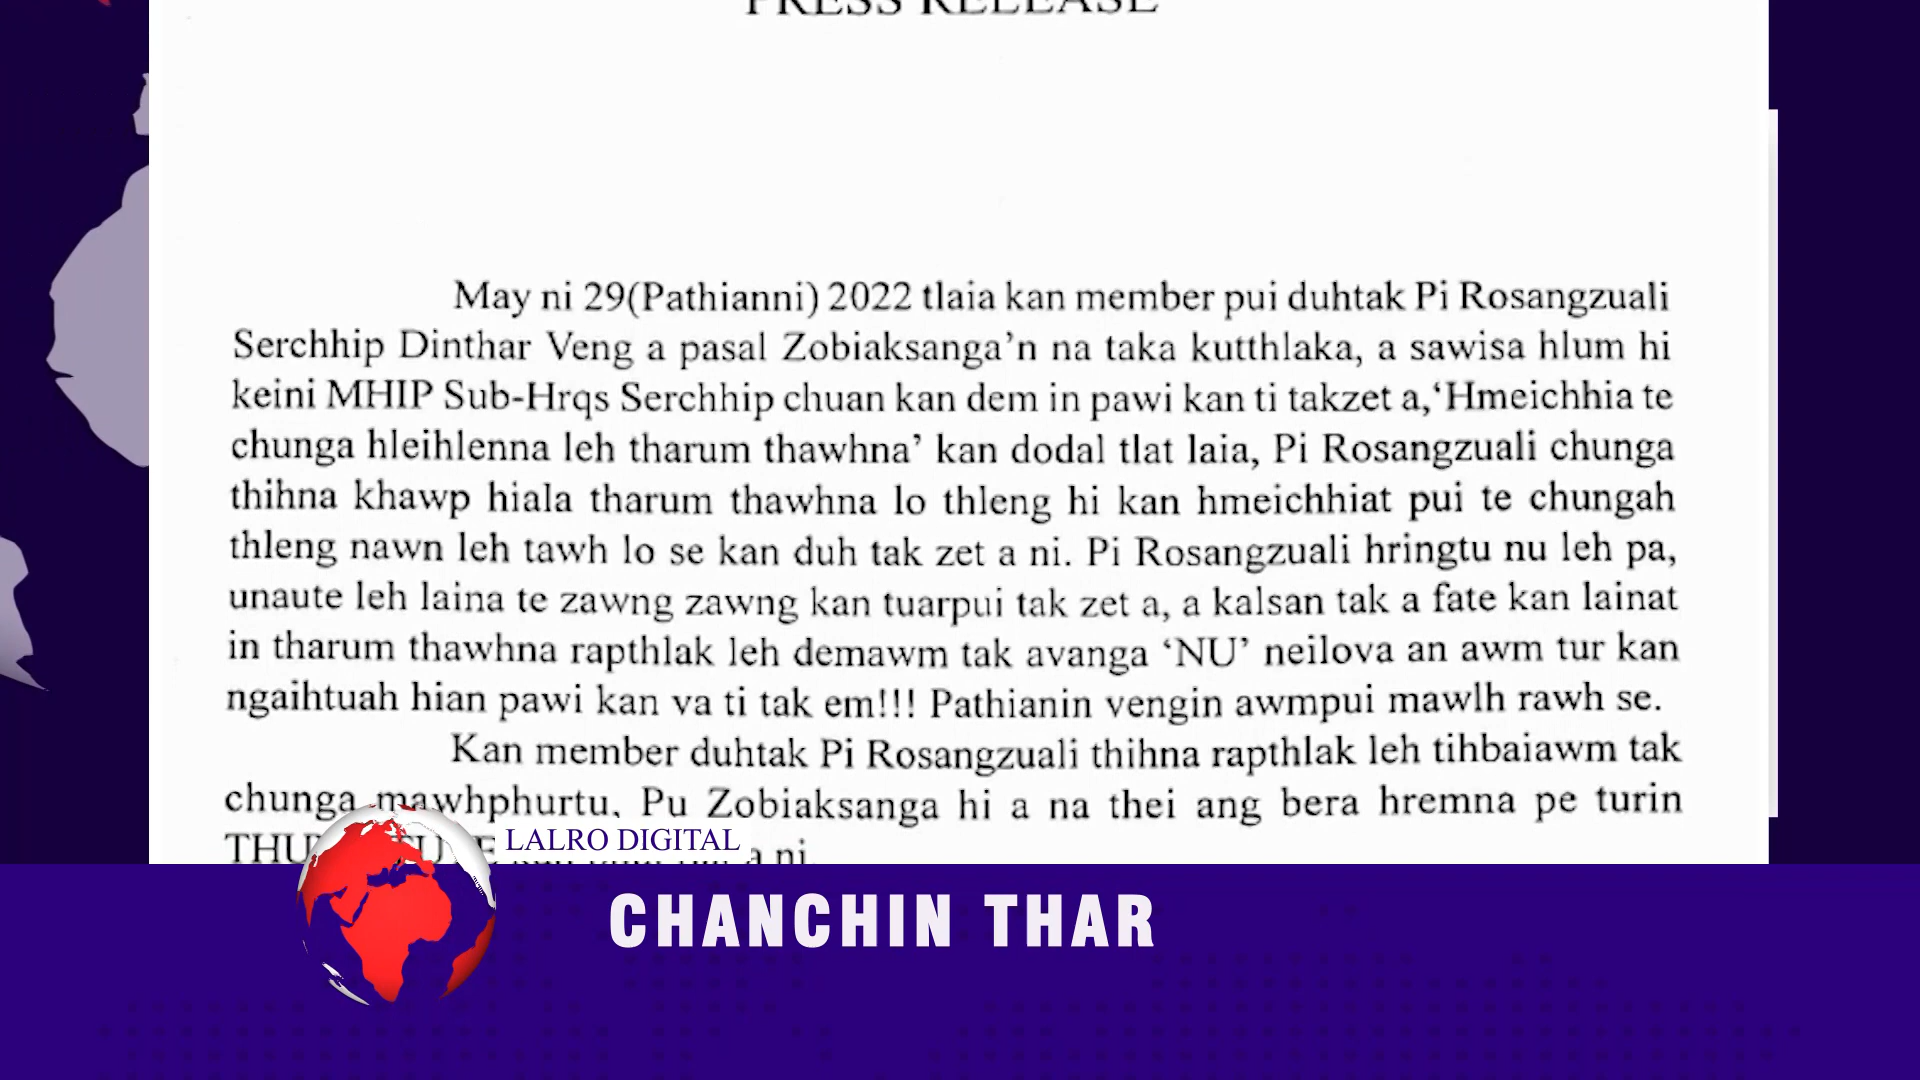 PRESS RELEASE
May ni 29(Pathianni) 2022 tlaia kan member pui duhtak Pi Rosangzuali
Serchhip Dinthar Veng a pasal Zobiaksanga’n na taka kutthlaka, a sawisa hlum hi
keini MHIP Sub-Hrqs Serchhip chuan kan dem in pawi kan ti takzet a,‘Hmeichhia te
chunga hleihlenna leh tharum thawhna’ kan dodal tlat laia, Pi Rosangzuali chunga
thihna khawp hiala tharum thawhna lo thleng hi kan hmeichhiat pui te chungah
thleng nawn leh tawh lo se kan duh tak zet a ni. Pi Rosangzuali hringtu nu leh pa,
unaute leh laina te zawng zawng kan tuarpui tak zet a, a kalsan tak a fate kan lainat
in tharum thawhna rapthlak leh demawm tak avanga ‘NU’ neilova an awm tur kan
ngaihtuah hian pawi kan va ti tak em!!! Pathianin vengin awmpui mawlh rawh se.
Kan member duhtak Pi Rosangzuali thihna rapthlak leh tihbaiawm tak
chunga mawhphurtu, Pu Zobiaksanga hi a na thei ang bera hremna pe turin
a ni.
LALRO DIGITAL
CHANCHIN THAR